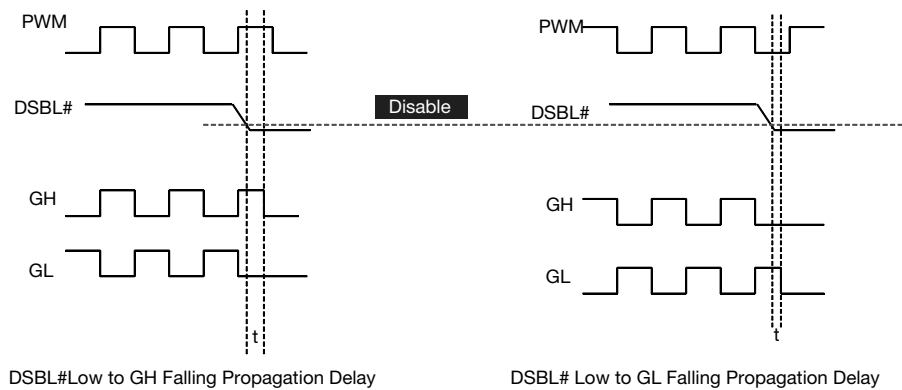 PWM
DSBL#
GH
GL
t
DSBL#Low to GH Falling Propagation Delay
Disable
PWM
DSBL#
GH
GL
t
DSBL# Low to GL Falling Propagation Delay